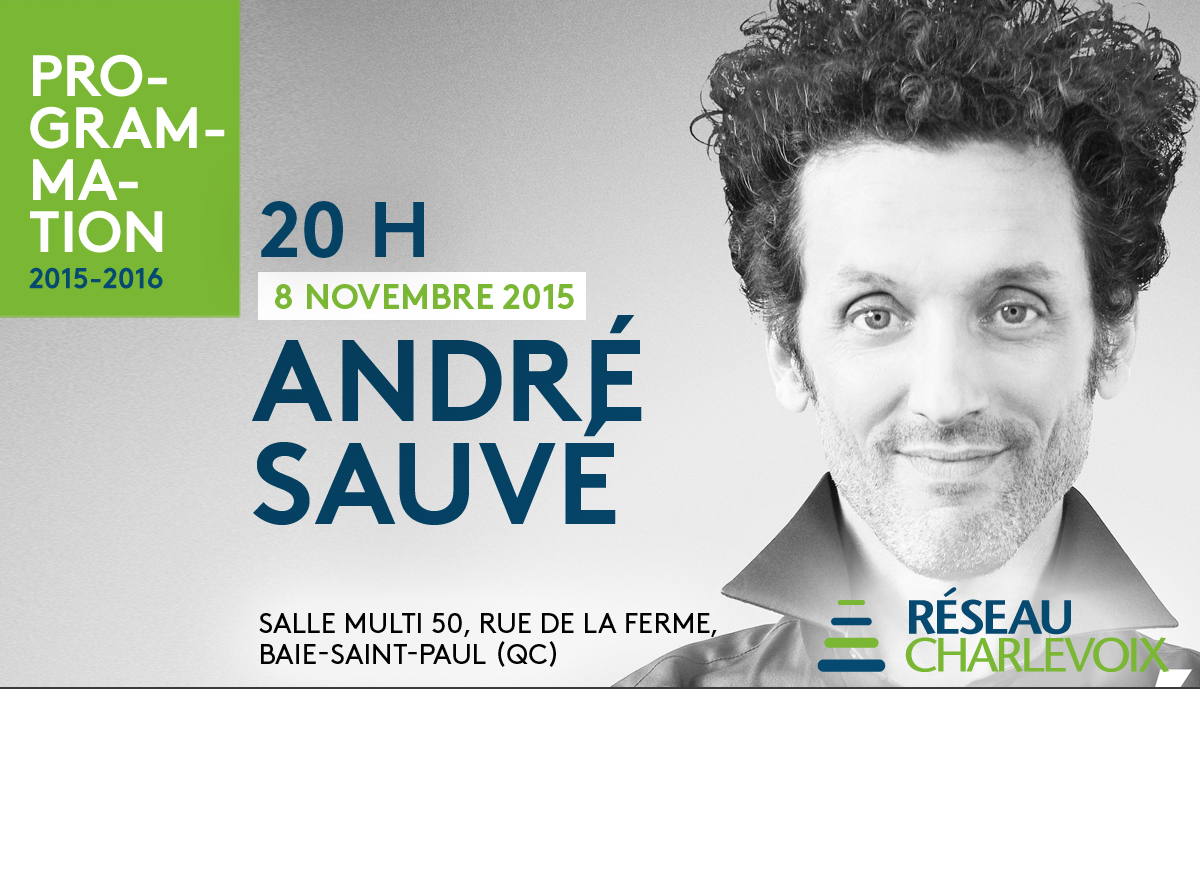 PRO-
GRAM-
MA-
TION
2015-2016
20 H
8 NOVEMBRE 2015
ANDRÉ
SAUVÉ
SALLE MULTI 50, RUE DE LA FERME,
BAIE-SAINT-PAUL (QC)
RÉSEAU
CHARLEVOIX